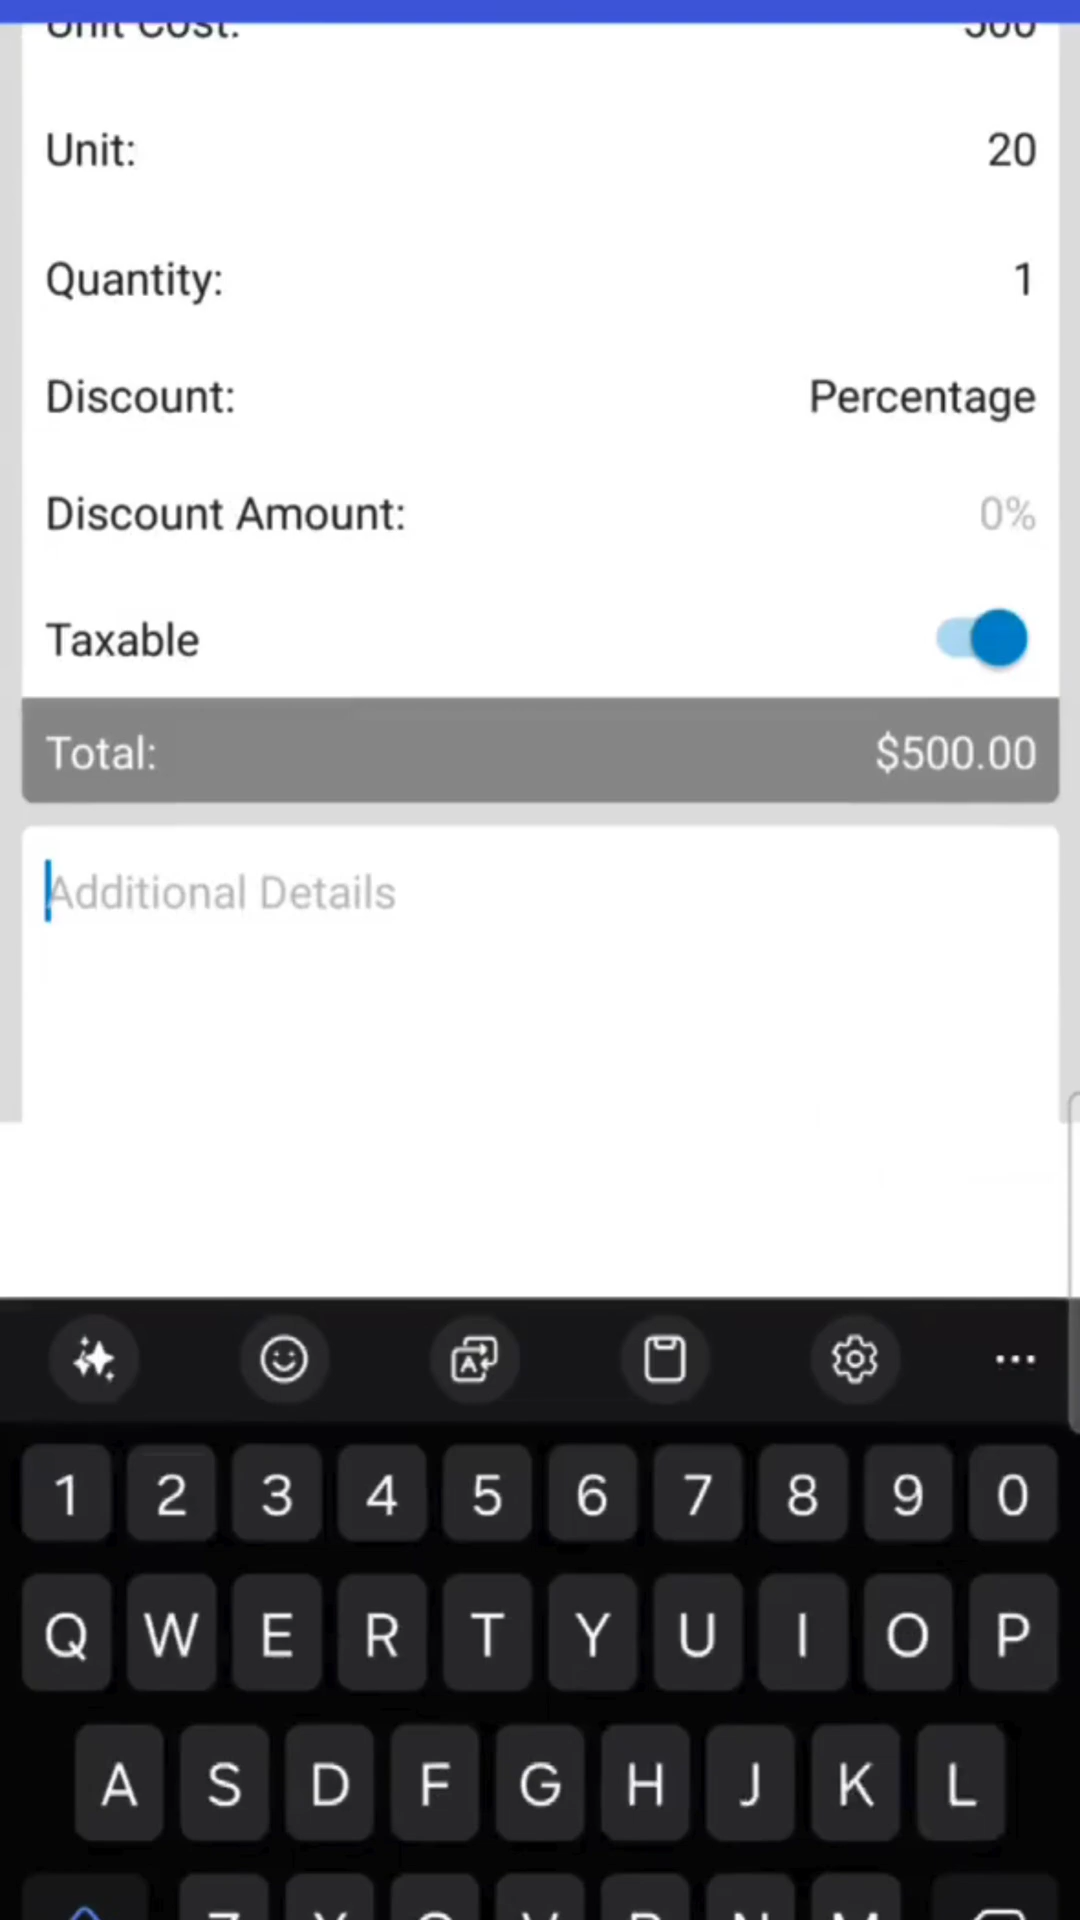 Unit Cost: 500
Unit: 20
Quantity: 1
Discount: Percentage
Discount Amount: 0%
Taxable
Total: $500.00
Additional Details
1 2 3 4 5 6 7 8 9 0
Q W E R T Y U I O P
A S D F G H J K L
Z X C V B N M